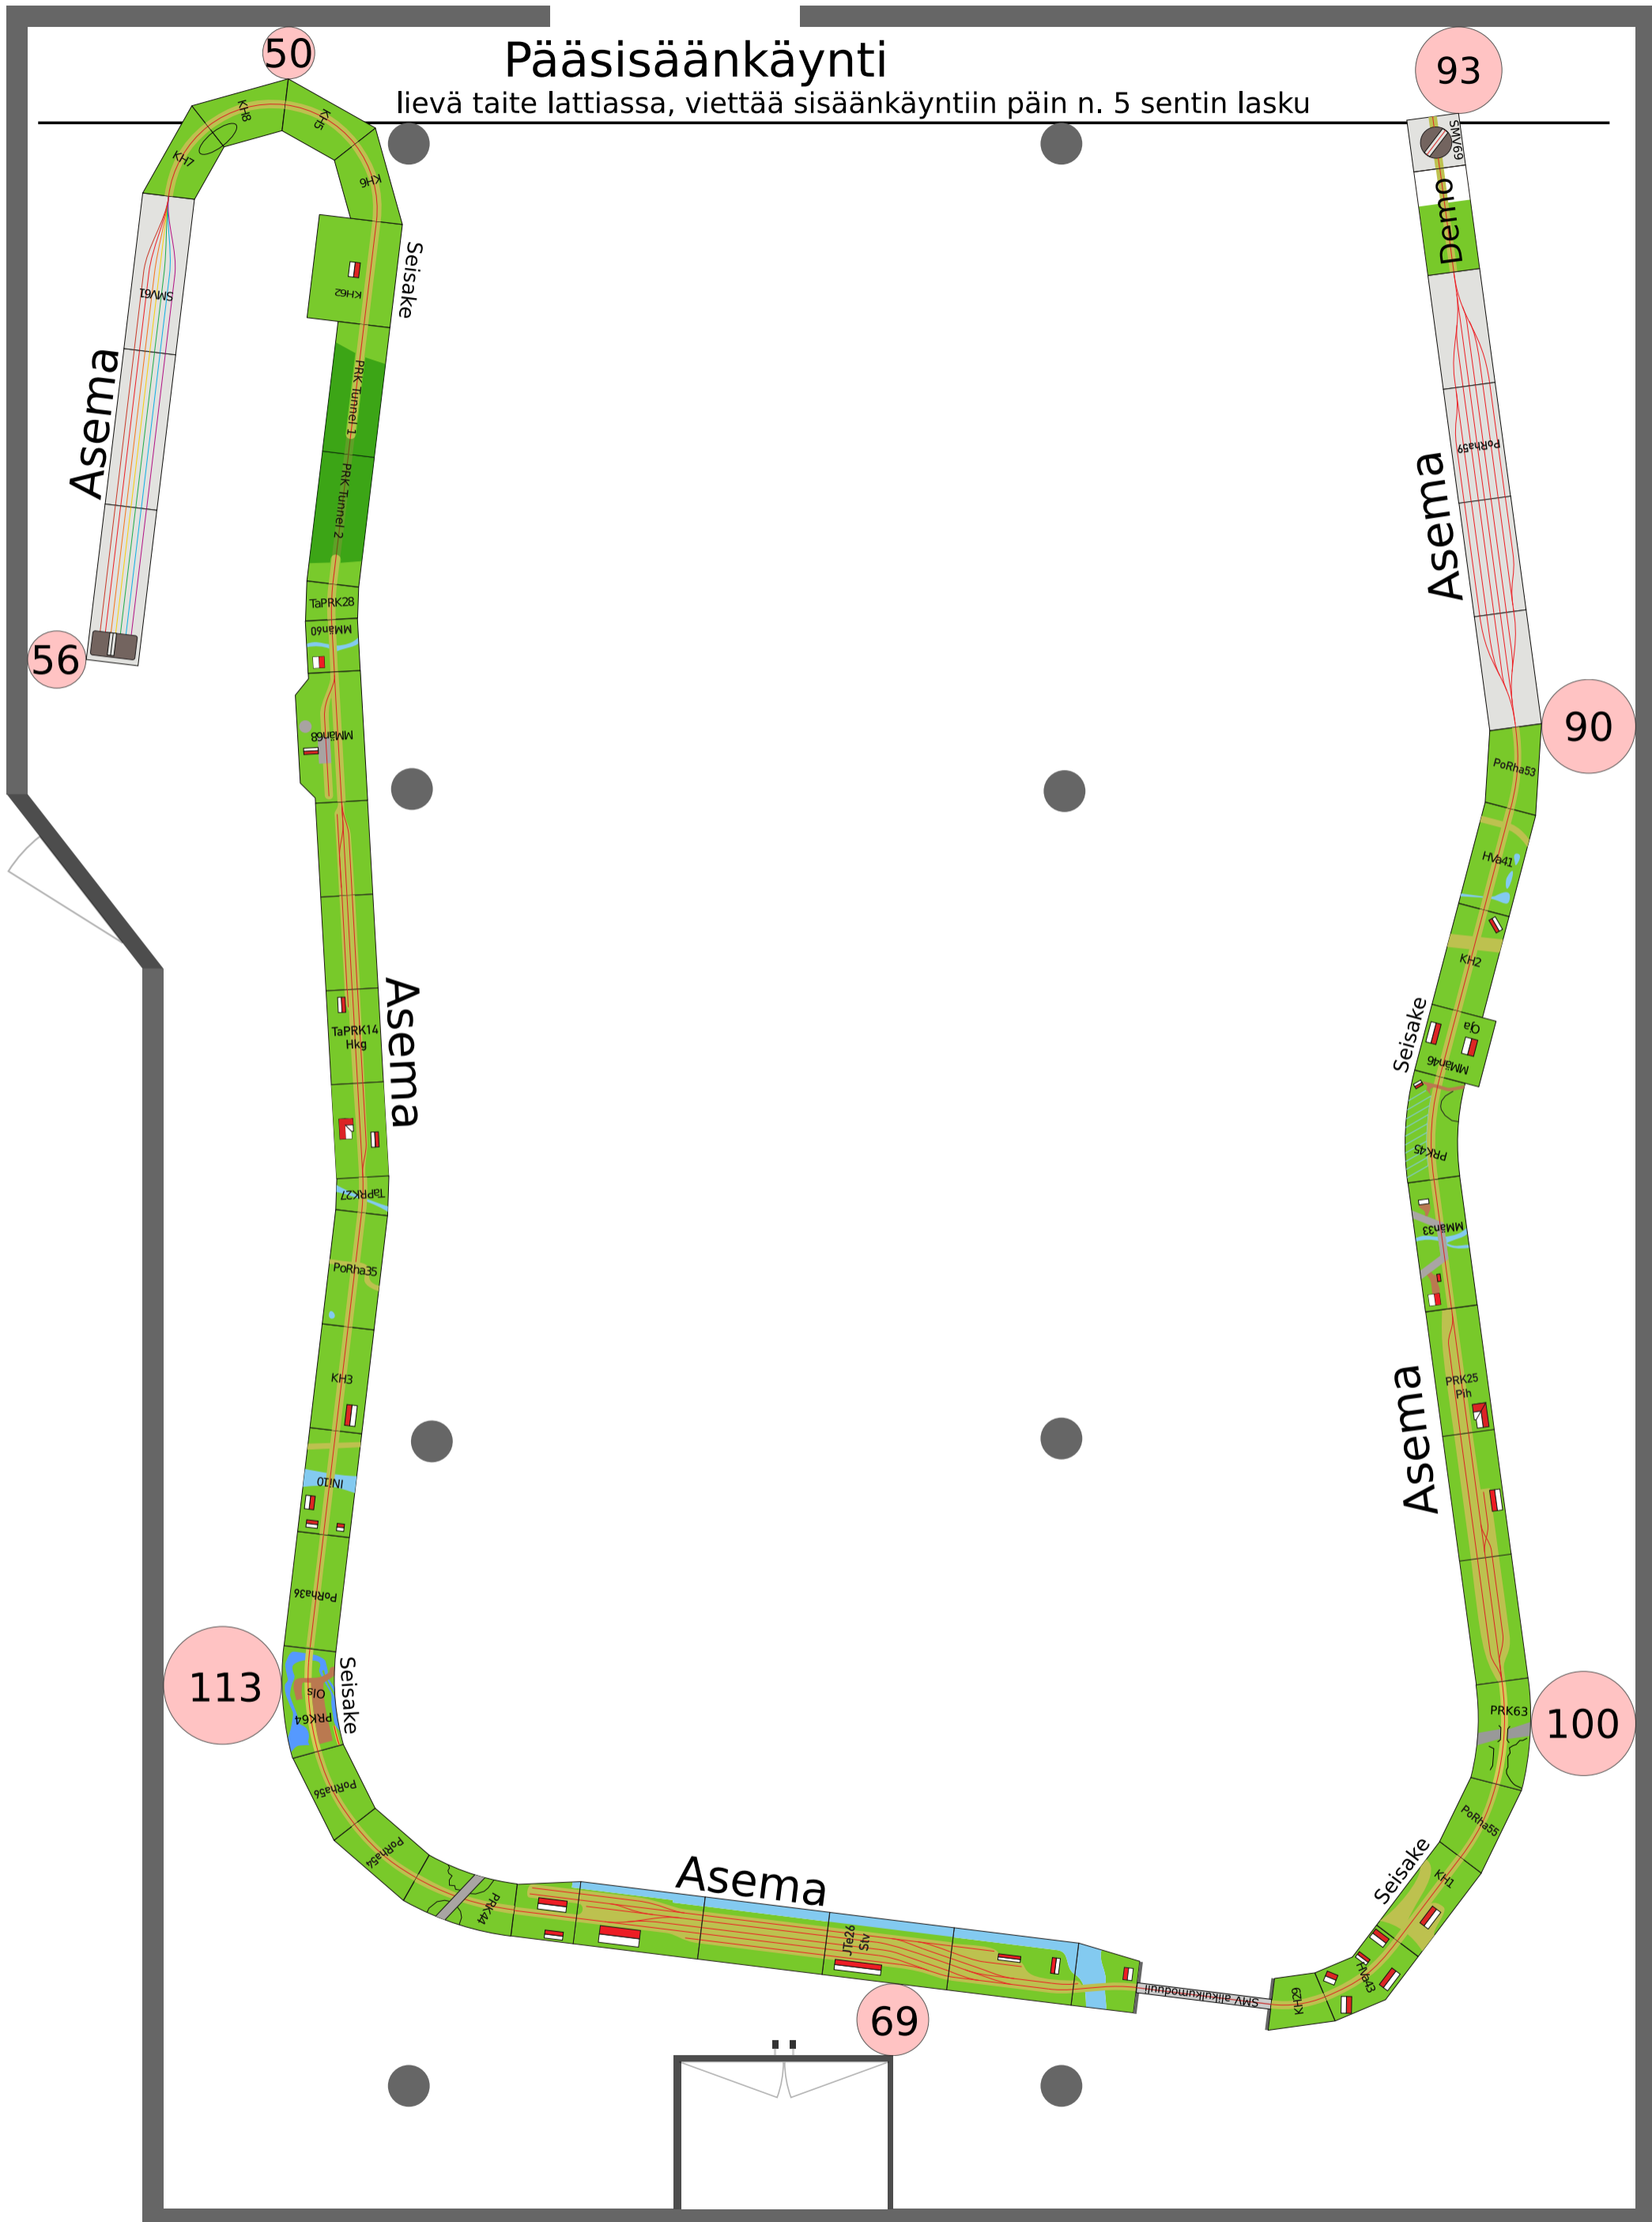 50
Pääsisäänkäynti
93
lievä taite lattiassa, viettää sisäänkäyntiin päin n. 5 sentin lasku
KH8
KH5
KH7
KH6
SMV69
Demo
Seisake
KH62
SMV61
Asema
PRK Tunnel 1
PRK Tunnel 2
PoRha59
Asema
TaPRK28
MMän60
56
MMän68
90
PoRha53
HVa41
KH2
Asema
TaPRK14
Hkg
Seisake
Oja
MMän46
PRK45
TaPRK27
MMän33
PoRha35
KH3
PRK25
Pih
Asema
INi10
PoRha36
113
Seisake
Ois
PRK64
PRK63
100
PoRha56
PoRha55
PoRha54
Seisake
KH1
PRK44
Asema
JTe26
Stv
HVa43
SMV alikulkumoduuli
KH29
69